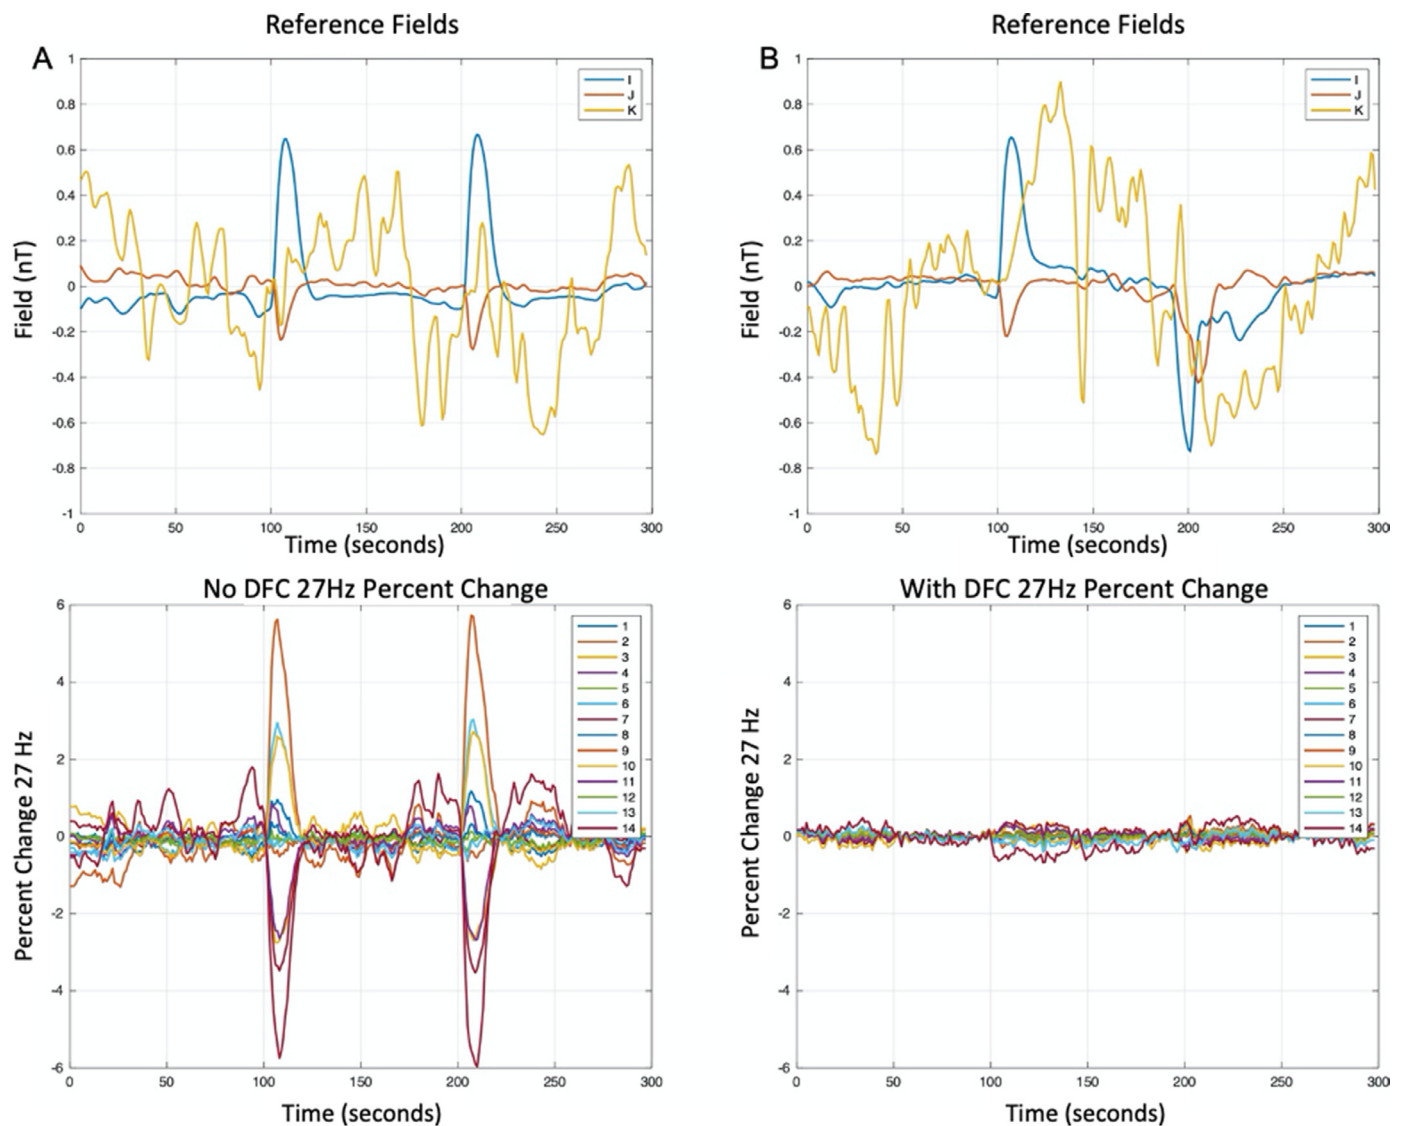 Reference Fields
A
1
0.8
0.6
0.4
0.2
0
-0.2
-0.4
-0.6
-0.8
-1
Field (nT)
I
J
K
0 50 100 150 200 250 300
Time (seconds)
Reference Fields
B
1
0.8
0.6
0.4
0.2
0
-0.2
-0.4
-0.6
-0.8
-1
Field (nT)
I
J
K
0 50 100 150 200 250 300
Time (seconds)
No DFC 27Hz Percent Change
6
4
2
0
-2
-4
-6
Percent Change 27 Hz
1
2
3
4
5
6
7
8
9
10
11
12
13
14
0 50 100 150 200 250 300
Time (seconds)
With DFC 27Hz Percent Change
6
4
2
0
-2
-4
-6
Percent Change 27 Hz
1
2
3
4
5
6
7
8
9
10
11
12
13
14
0 50 100 150 200 250 300
Time (seconds)